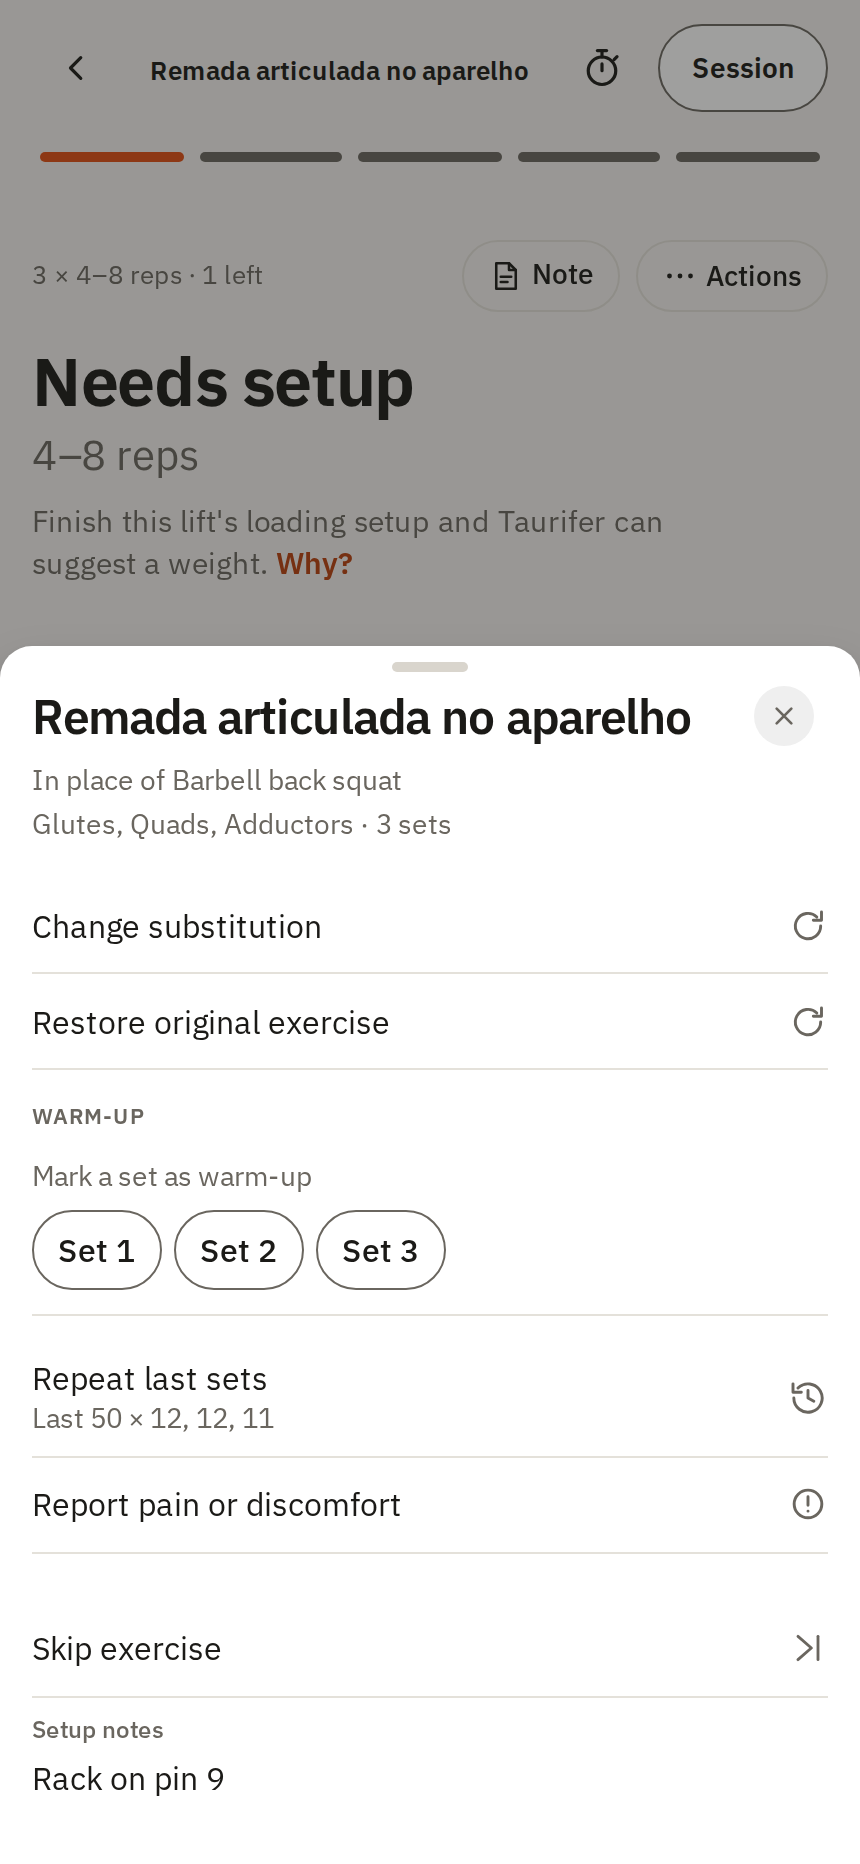 Remada articulada no aparelho
Session
3 × 4–8 reps · 1 left
Note
Actions
Needs setup
4–8 reps
Finish this lift's loading setup and Taurifer can
suggest a weight. Why?
Remada articulada no aparelho
In place of Barbell back squat
Glutes, Quads, Adductors · 3 sets
Change substitution
Restore original exercise
WARM-UP
Mark a set as warm-up
Set 1
Set 2
Set 3
Repeat last sets
Last 50 × 12, 12, 11
Report pain or discomfort
Skip exercise
Setup notes
Rack on pin 9